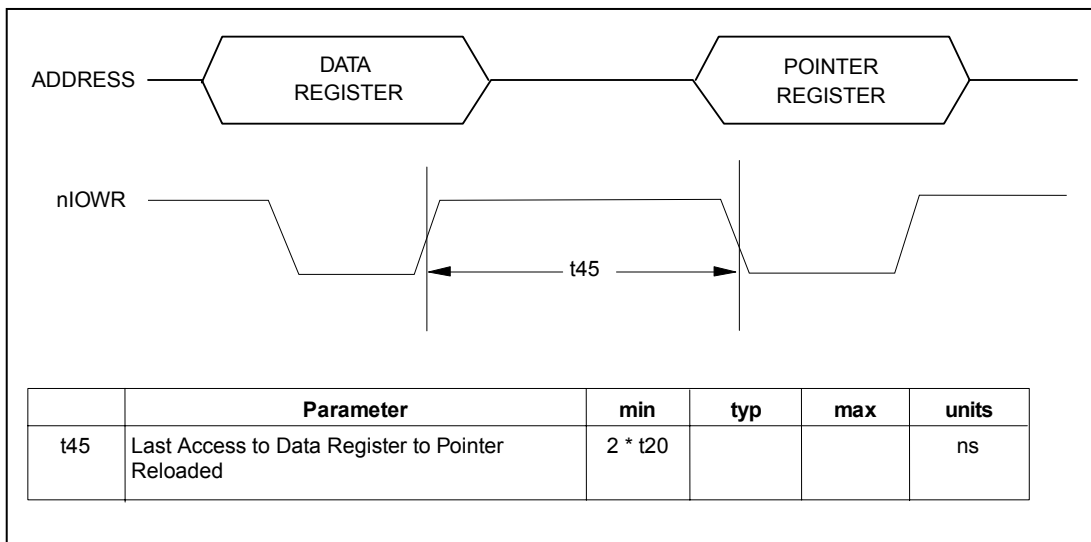 ADDRESS
DATA
REGISTER
POINTER
REGISTER
nIOWR
t45
Parameter min typ max units
t45 Last Access to Data Register to Pointer 2 * t20 ns
Reloaded